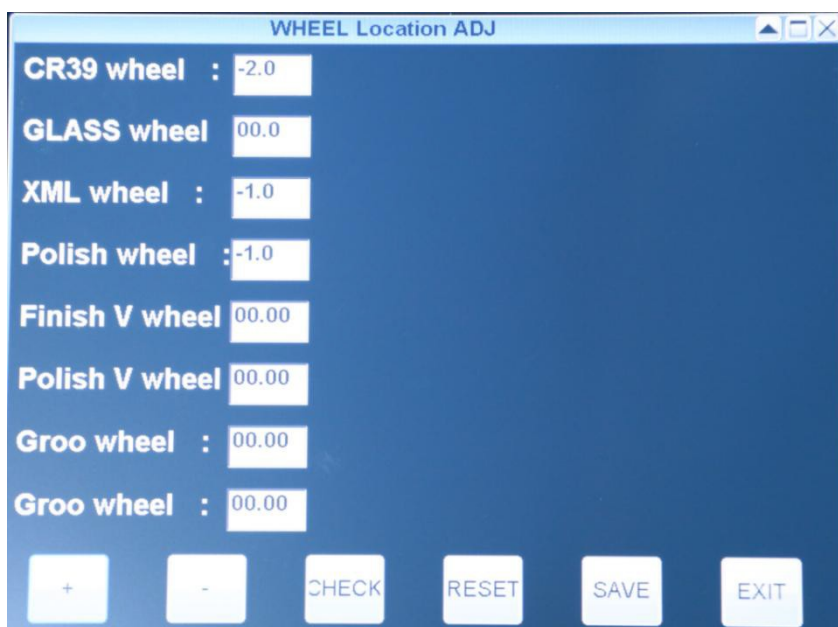 WHEEL Location ADJ
CR39 wheel : -2.0
GLASS wheel 00.0
XML wheel : -1.0
Polish wheel : -1.0
Finish V wheel 00.00
Polish V wheel 00.00
Groo wheel : 00.00
Groo wheel : 00.00
+ - CHECK RESET SAVE EXIT